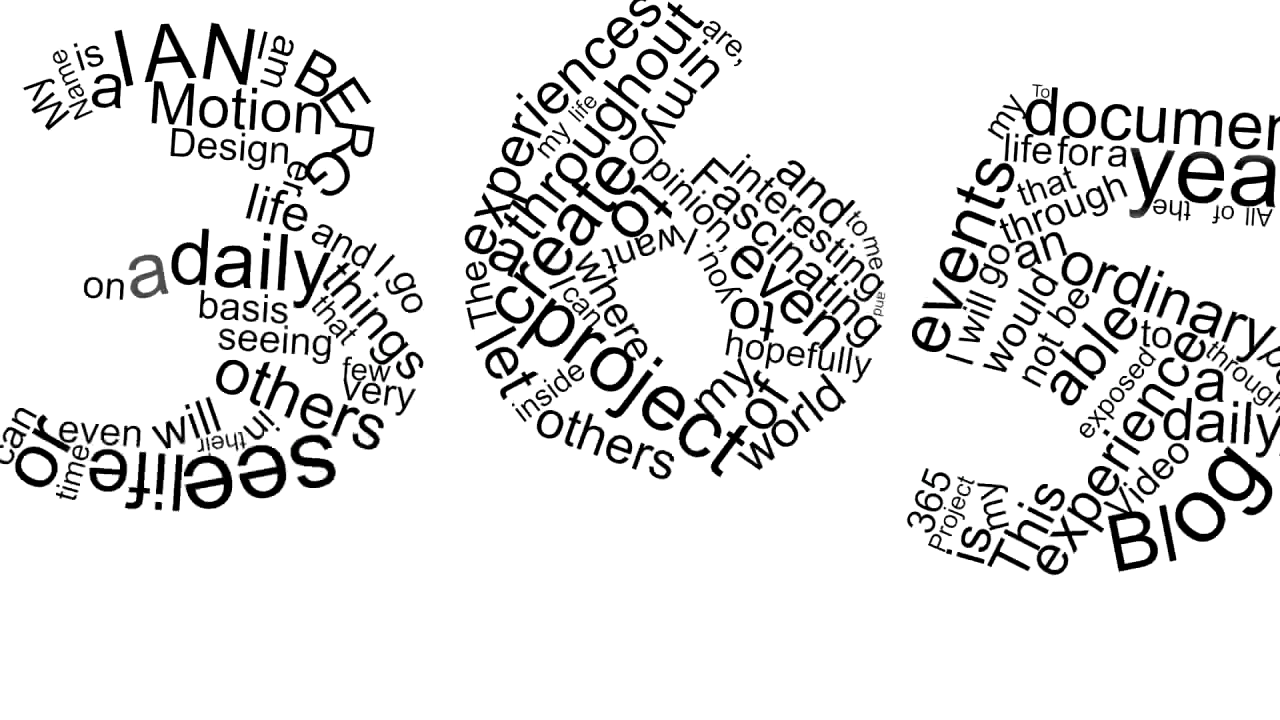 My
Name
is
IAN
BERG
I am
a
Motion
Design
er
life
and I go
on
a
daily
things
basis
that
seeing
few
very
others
can
or
even
will
in
their
time
life
see
experiences
The
my life
throughout
are,
in
my
Opinion,
a
create
to
want
I
where
I
can
project
let
inside
others
Fascinating
interesting
and
to
me
and
even
you
to
hopefully
my
of
world
To
document
my
life for a
year
that
through
All of the
events
I will go
an
ordinary
would
not be
able
to
through
exposed
experience
a
daily
Video
Blog
This
is
my
365
Project